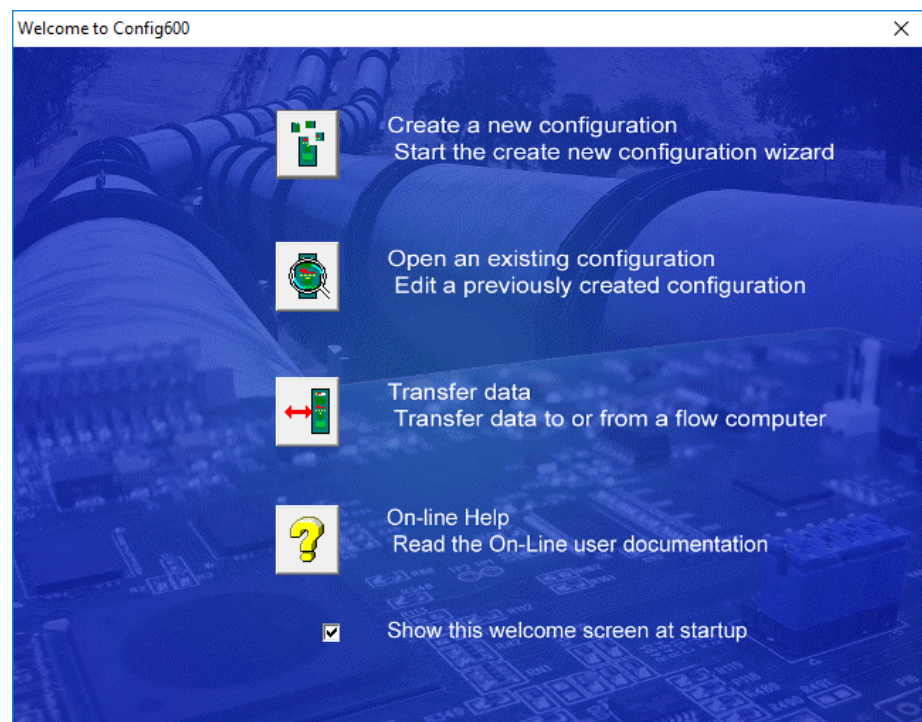 Welcome to Config600
Create a new configuration
Start the create new configuration wizard
Open an existing configuration
Edit a previously created configuration
Transfer data
Transfer data to or from a flow computer
On-line Help
Read the On-Line user documentation
Show this welcome screen at startup